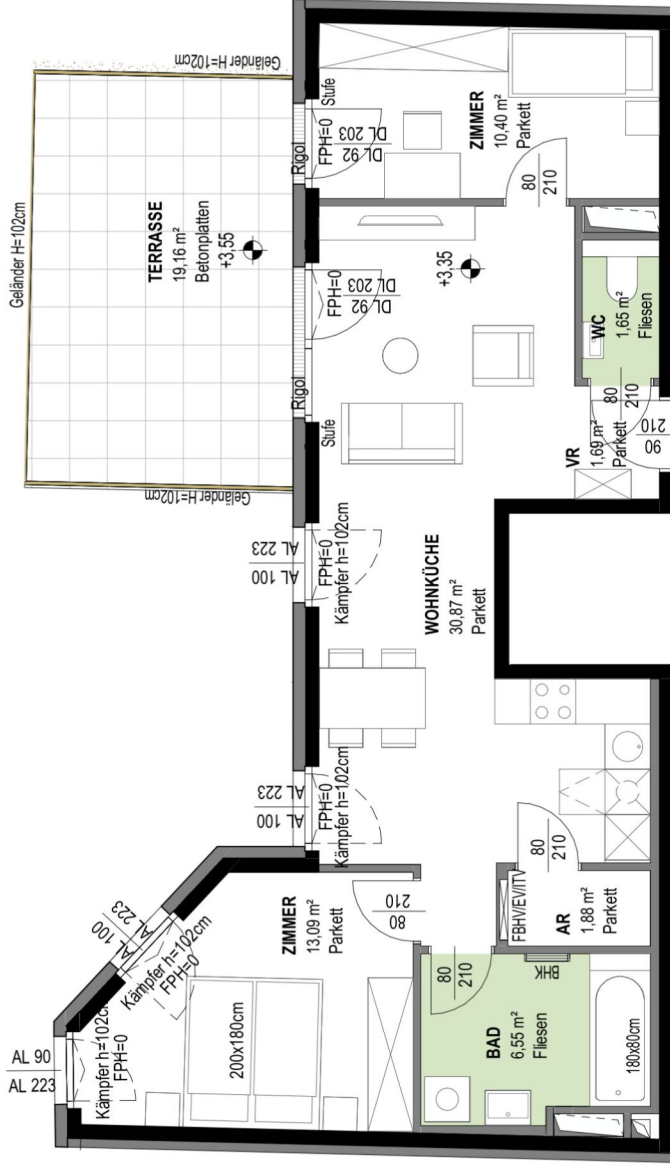 Geländer H=102cm
Geländer H=102cm
Geländer H=102cm
TERRASSE
19,16 m²
Betonplatten
+3,55
Rigol
Stufe
FPH=0
DL 203
DL 92
ZIMMER
10,40 m²
Parkett
80
210
FPH=0
DL 203
DL 92
+3,35
Rigol
Stufe
WC
1,65 m²
Fliesen
80
210
VR
1,69 m²
Parkett
90
210
AL 223
AL 100
FPH=0
Kämpfer h=102cm
WOHNKÜCHE
30,87 m²
Parkett
AL 223
AL 100
FPH=0
Kämpfer h=102cm
80
210
FBHV/EV/ITV
AR
1,88 m²
Parkett
ZIMMER
13,09 m²
Parkett
80
210
AL 223
AL 100
Kämpfer h=102cm
FPH=0
AL 90
AL 223
Kämpfer h=102cm
FPH=0
200x180cm
80
210
BHK
BAD
6,55 m²
Fliesen
180x80cm